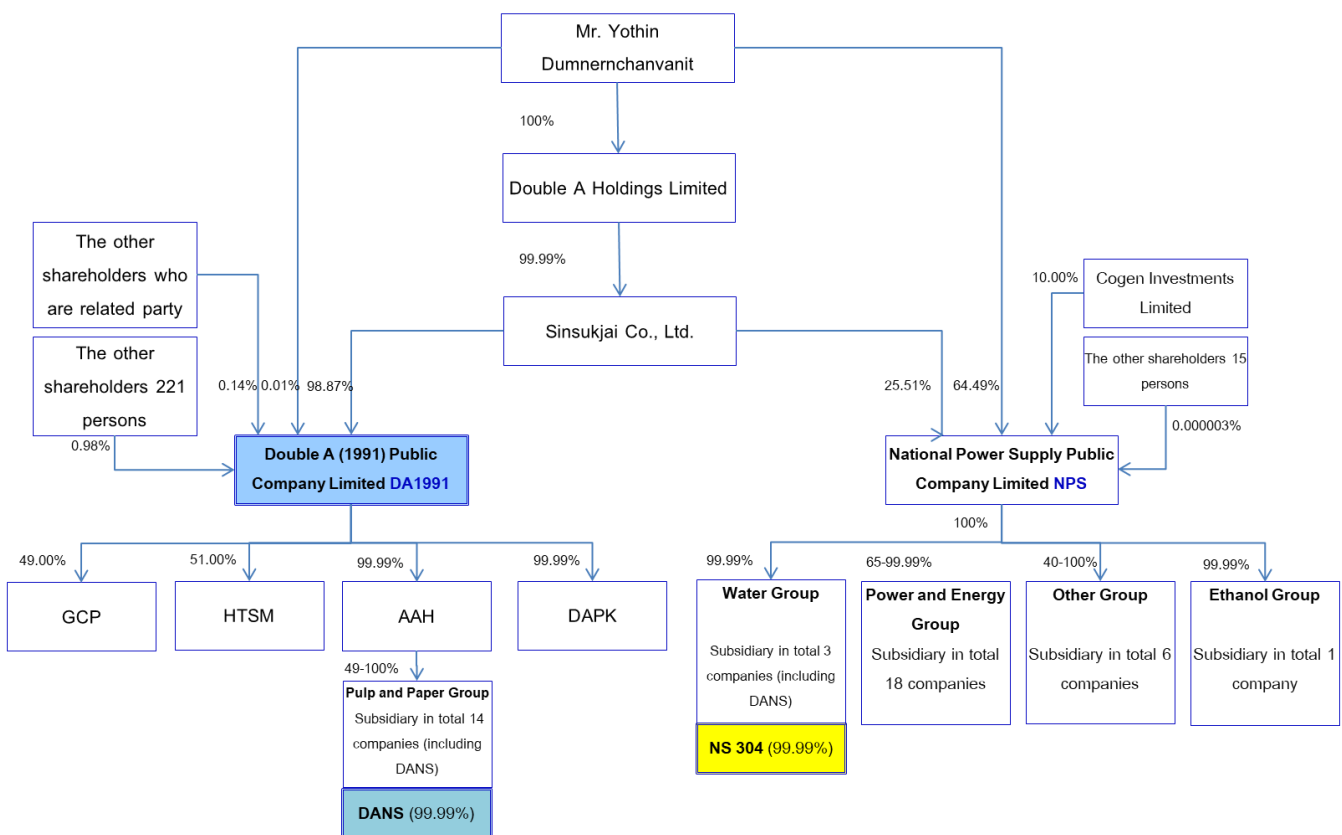 Mr. Yothin
Dumnernchanvanit
100%
Double A Holdings Limited
The other
shareholders who
are related party
99.99%
10.00%
Cogen Investments
Limited
Sinsukjai Co., Ltd.
The other
shareholders 221
persons
The other shareholders 15
persons
0.14%
0.01%
98.87%
25.51%
64.49%
0.98%
0.000003%
Double A (1991) Public
Company Limited DA1991
National Power Supply Public
Company Limited NPS
100%
49.00%
51.00%
99.99%
99.99%
99.99%
65-99.99%
40-100%
99.99%
GCP
HTSM
AAH
DAPK
Water Group
Subsidiary in total 3
companies (including
DANS)
NS 304 (99.99%)
Power and Energy
Group
Subsidiary in total
18 companies
Other Group
Subsidiary in total 6
companies
Ethanol Group
Subsidiary in total 1
company
49-100%
Pulp and Paper Group
Subsidiary in total 14
companies (including
DANS)
DANS (99.99%)